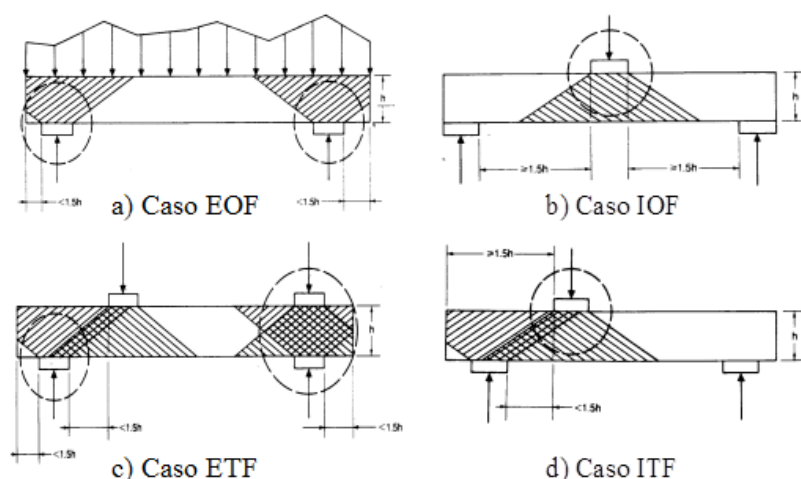 h
<1.5h
<1.5h
a) Caso EOF
h
≥1.5h
≥1.5h
b) Caso IOF
h
<1.5h
<1.5h
<1.5h
c) Caso ETF
≥1.5h
h
<1.5h
d) Caso ITF